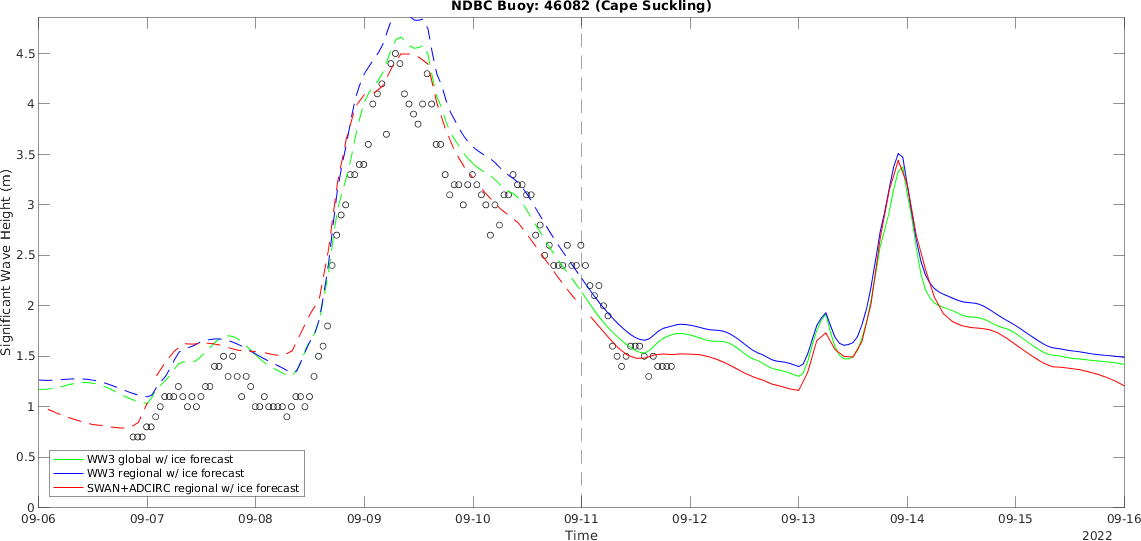 NDBC Buoy: 46082 (Cape Suckling)
Significant Wave Height (m)
4.5
4
3.5
3
2.5
2
1.5
1
0.5
0
WW3 global w/ ice forecast
WW3 regional w/ ice forecast
SWAN+ADCIRC regional w/ ice forecast
09-06 09-07 09-08 09-09 09-10 09-11 09-12 09-13 09-14 09-15 09-16
Time
2022